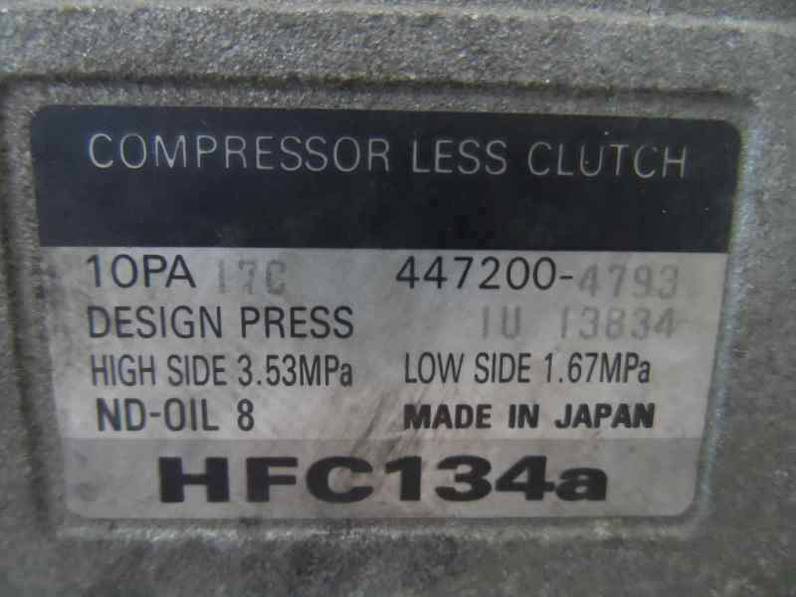 COMPRESSOR LESS CLUTCH
10PA 17C 447200-4793
DESIGN PRESS 1U 13834
HIGH SIDE 3.53MPa LOW SIDE 1.67MPa
ND-OIL 8 MADE IN JAPAN
HFC134a